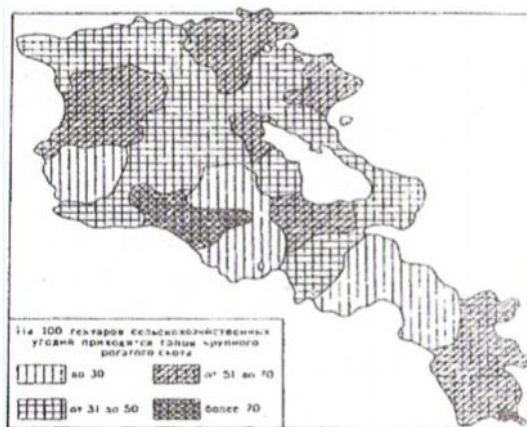 На 100 гектаров сельскохозяйственных
угодий приходится голов крупного
рогатого скота
до 30
от 51 до 70
от 31 до 50
более 70